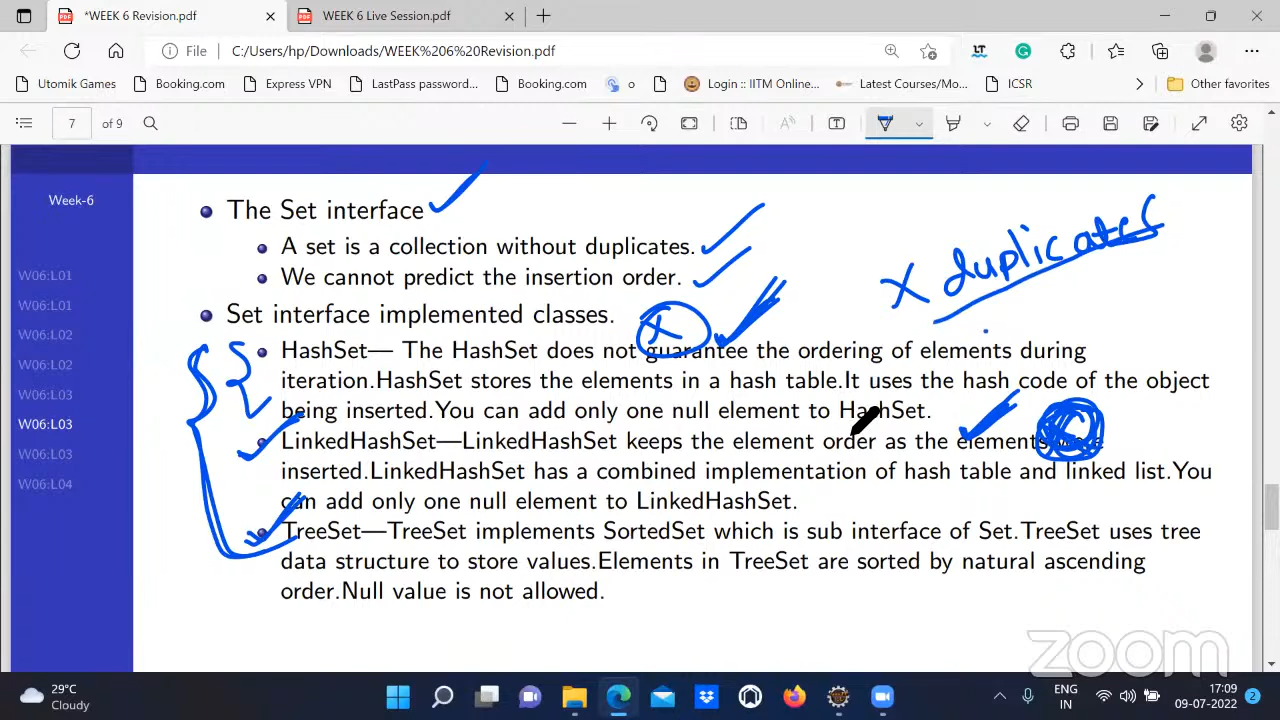 *WEEK 6 Revision.pdf
WEEK 6 Live Session.pdf
File
C:/Users/hp/Downloads/WEEK%206%20Revision.pdf
Utomik Games
Booking.com
Express VPN
LastPass password...
Booking.com
o
Login :: IITM Online...
Latest Courses/Mo...
ICSR
Other favorites
7 of 9
Week-6
W06:L01
W06:L01
W06:L02
W06:L02
W06:L03
W06:L03
W06:L03
W06:L04
The Set interface
A set is a collection without duplicates.
We cannot predict the insertion order.
X duplicates
Set interface implemented classes.
X
HashSet— The HashSet does not guarantee the ordering of elements during
iteration.HashSet stores the elements in a hash table.It uses the hash code of the object
being inserted.You can add only one null element to HashSet.
LinkedHashSet—LinkedHashSet keeps the element order as the elements were
inserted.LinkedHashSet has a combined implementation of hash table and linked list.You
can add only one null element to LinkedHashSet.
TreeSet—TreeSet implements SortedSet which is sub interface of Set.TreeSet uses tree
data structure to store values.Elements in TreeSet are sorted by natural ascending
order.Null value is not allowed.
zoom
29°C
Cloudy
ENG
IN
17:09
09-07-2022
2